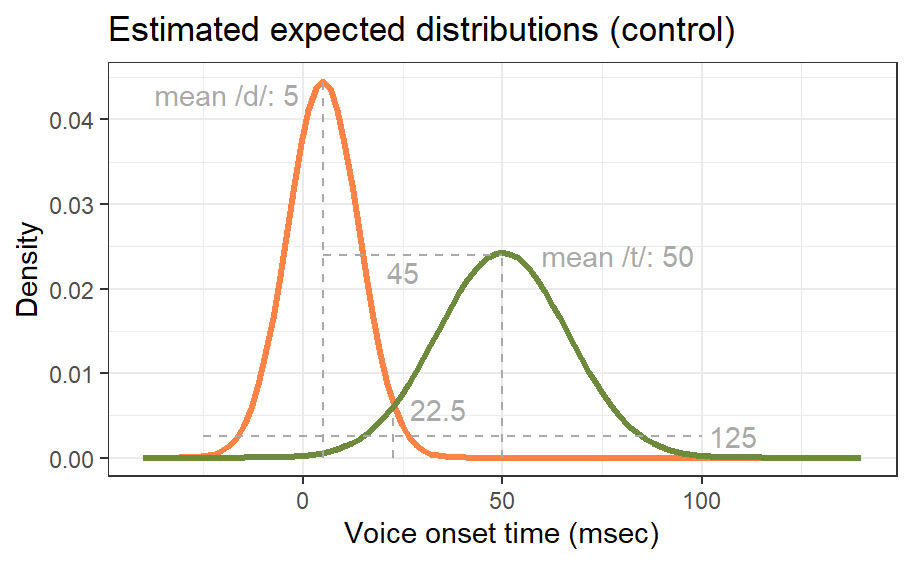 Estimated expected distributions (control)
mean /d/: 5
0.04
0.03
mean /t/: 50
45
0.02
0.01
22.5
125
0.00
0
50
100
Density
Voice onset time (msec)